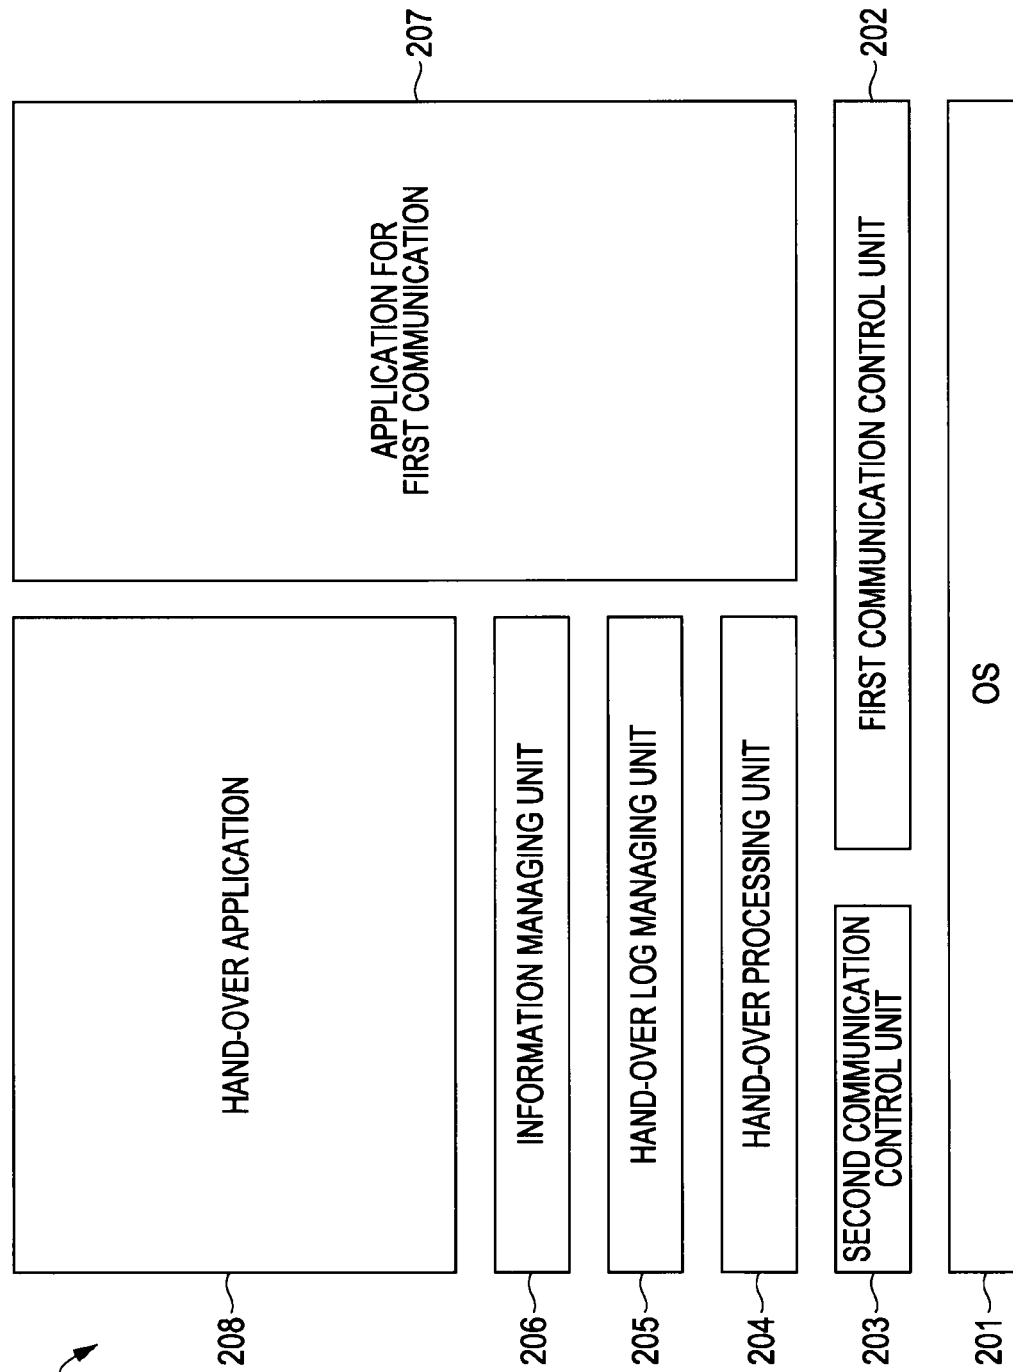 207
APPLICATION FOR
FIRST COMMUNICATION
208
HAND-OVER APPLICATION
206
INFORMATION MANAGING UNIT
205
HAND-OVER LOG MANAGING UNIT
204
HAND-OVER PROCESSING UNIT
203
SECOND COMMUNICATION
CONTROL UNIT
202
FIRST COMMUNICATION CONTROL UNIT
201
OS